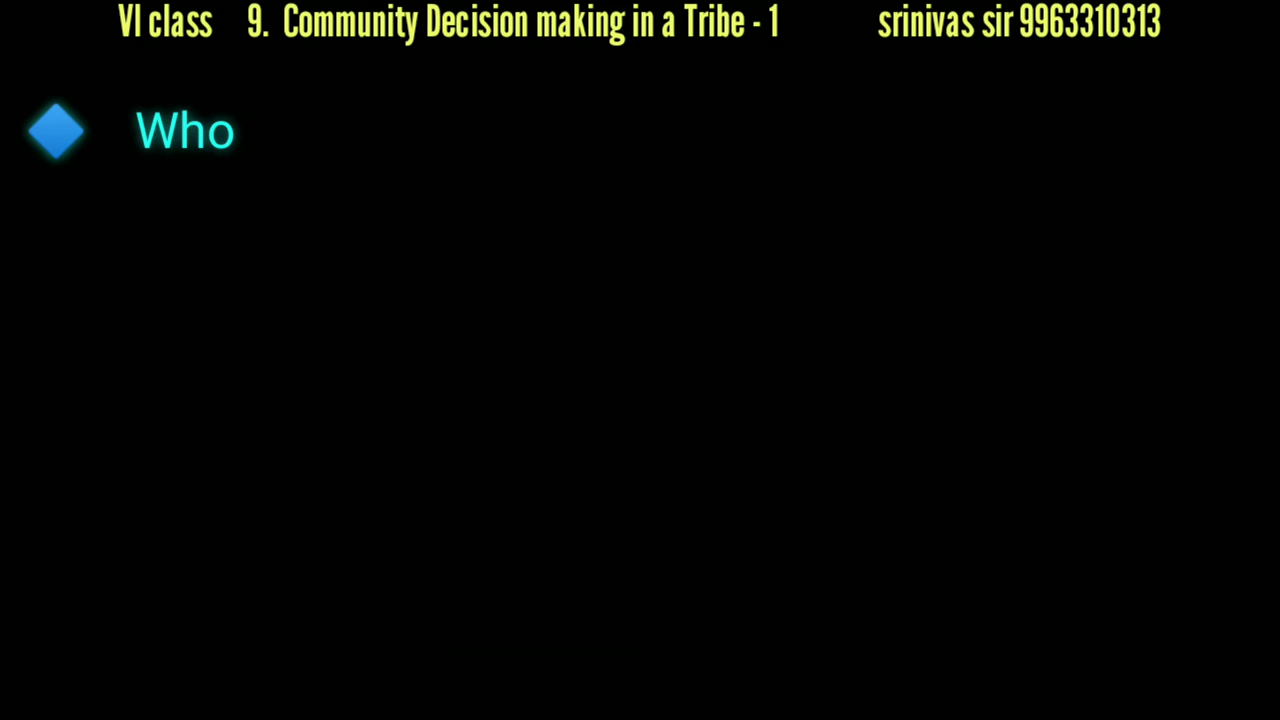 VI class 9. Community Decision making in a Tribe - 1 srinivas sir 9963310313
Who